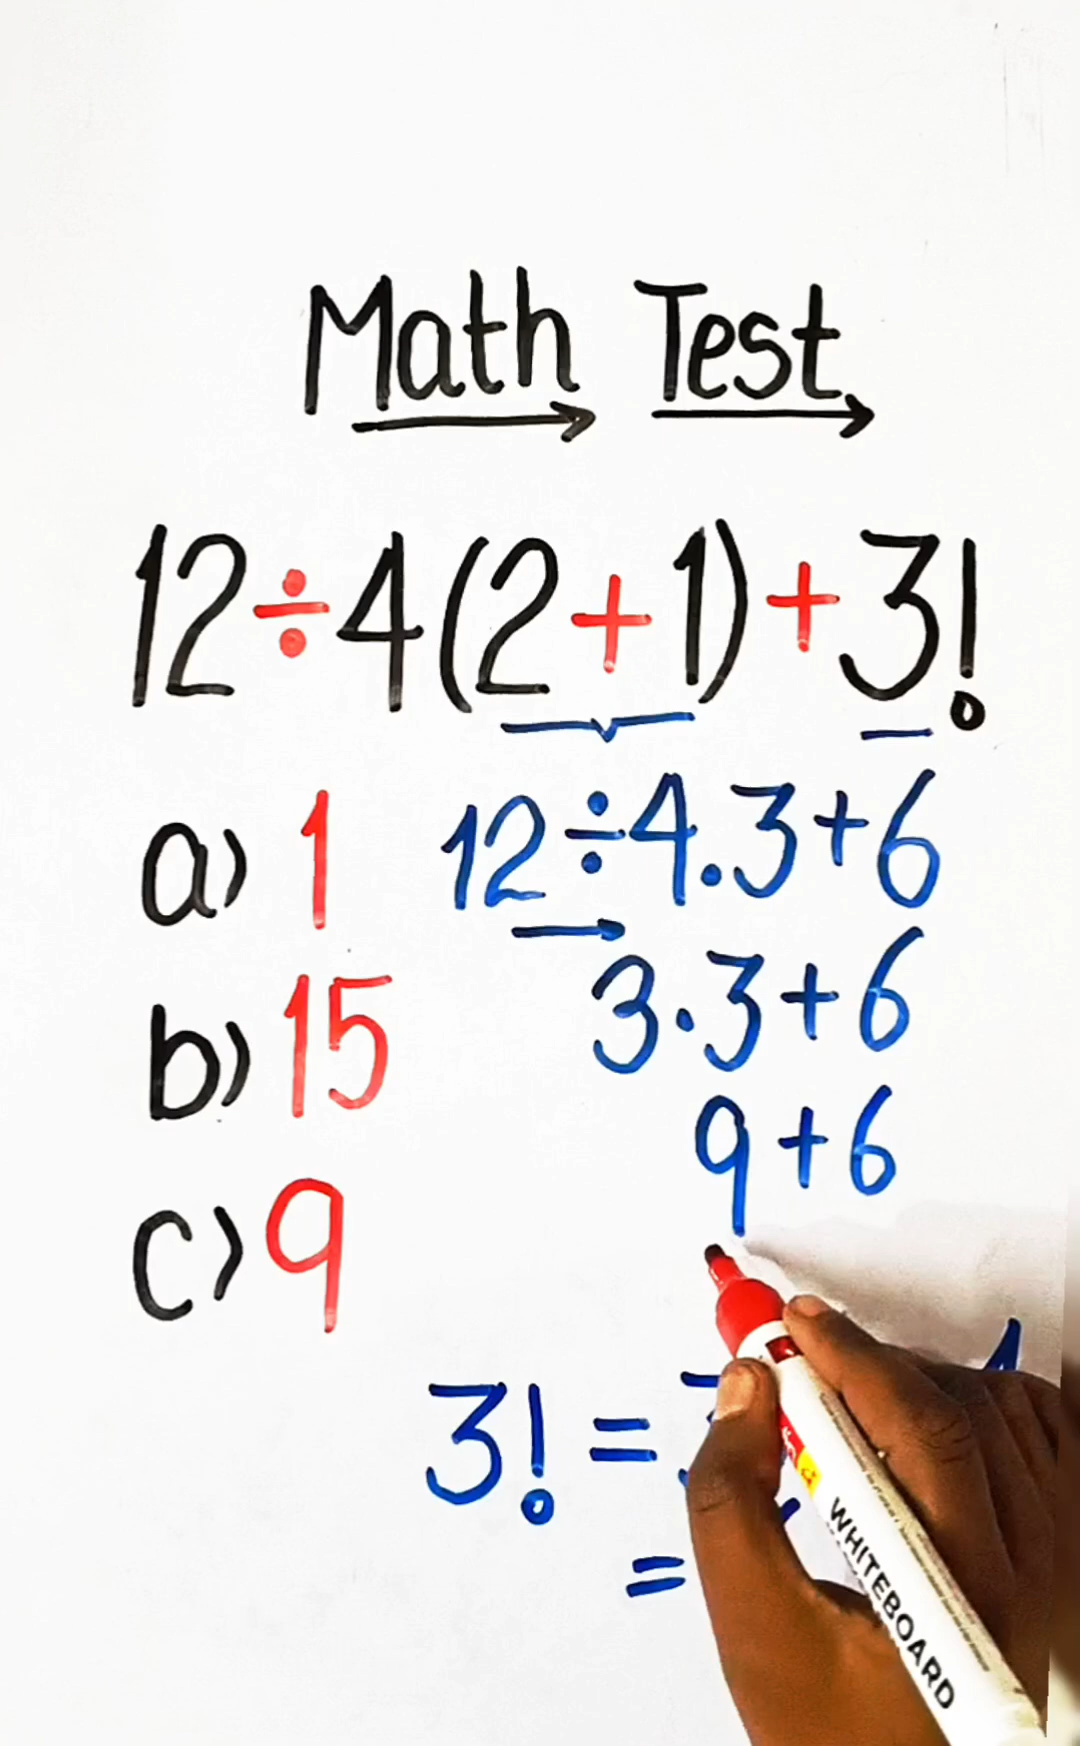 Math Test
12÷4(2+1)+3!
12÷4.3+6
a) 1
3.3+6
b) 15
9+6
c) 9
3! = 3
=
WHITEBOARD